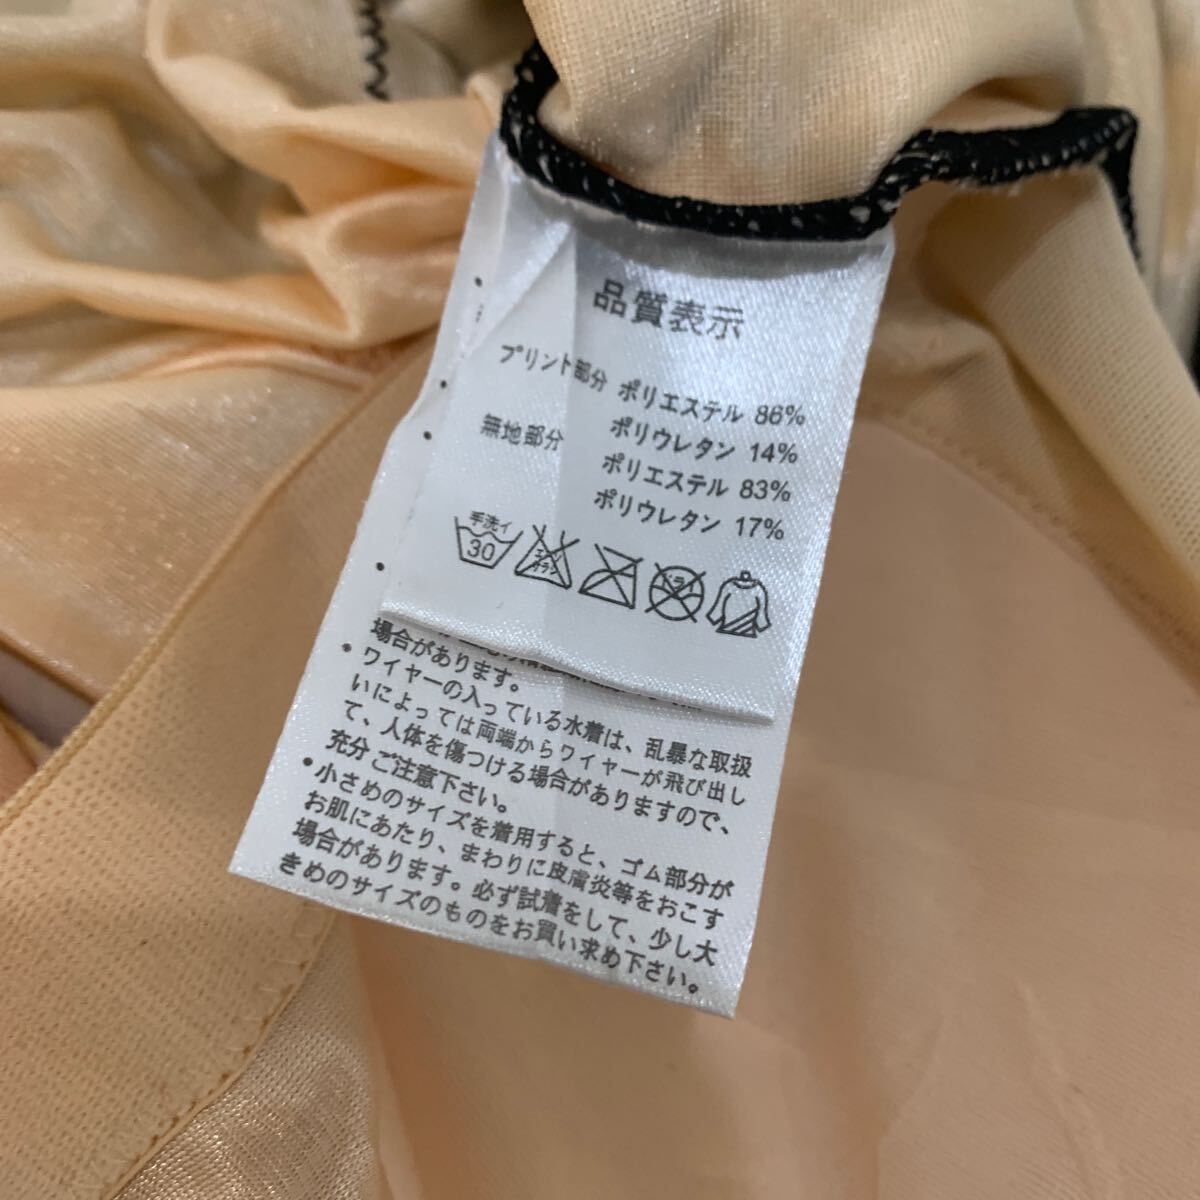 品質表示
プリント部分 ポリエステル 86%
ポリウレタン 14%
無地部分 ポリエステル 83%
ポリウレタン 17%
手洗イ
30
エンソ
サラシ
ドライ
場合があります。
・ワイヤーの入っている水着は、乱暴な取扱
いによっては両端からワイヤーが飛び出し
て、人体を傷つける場合がありますので、
充分ご注意下さい。
・小さめのサイズを着用すると、ゴム部分が
お肌にあたり、まわりに皮膚炎等をおこす
場合があります。必ず試着をして、少し大
きめのサイズのものをお買い求め下さい。